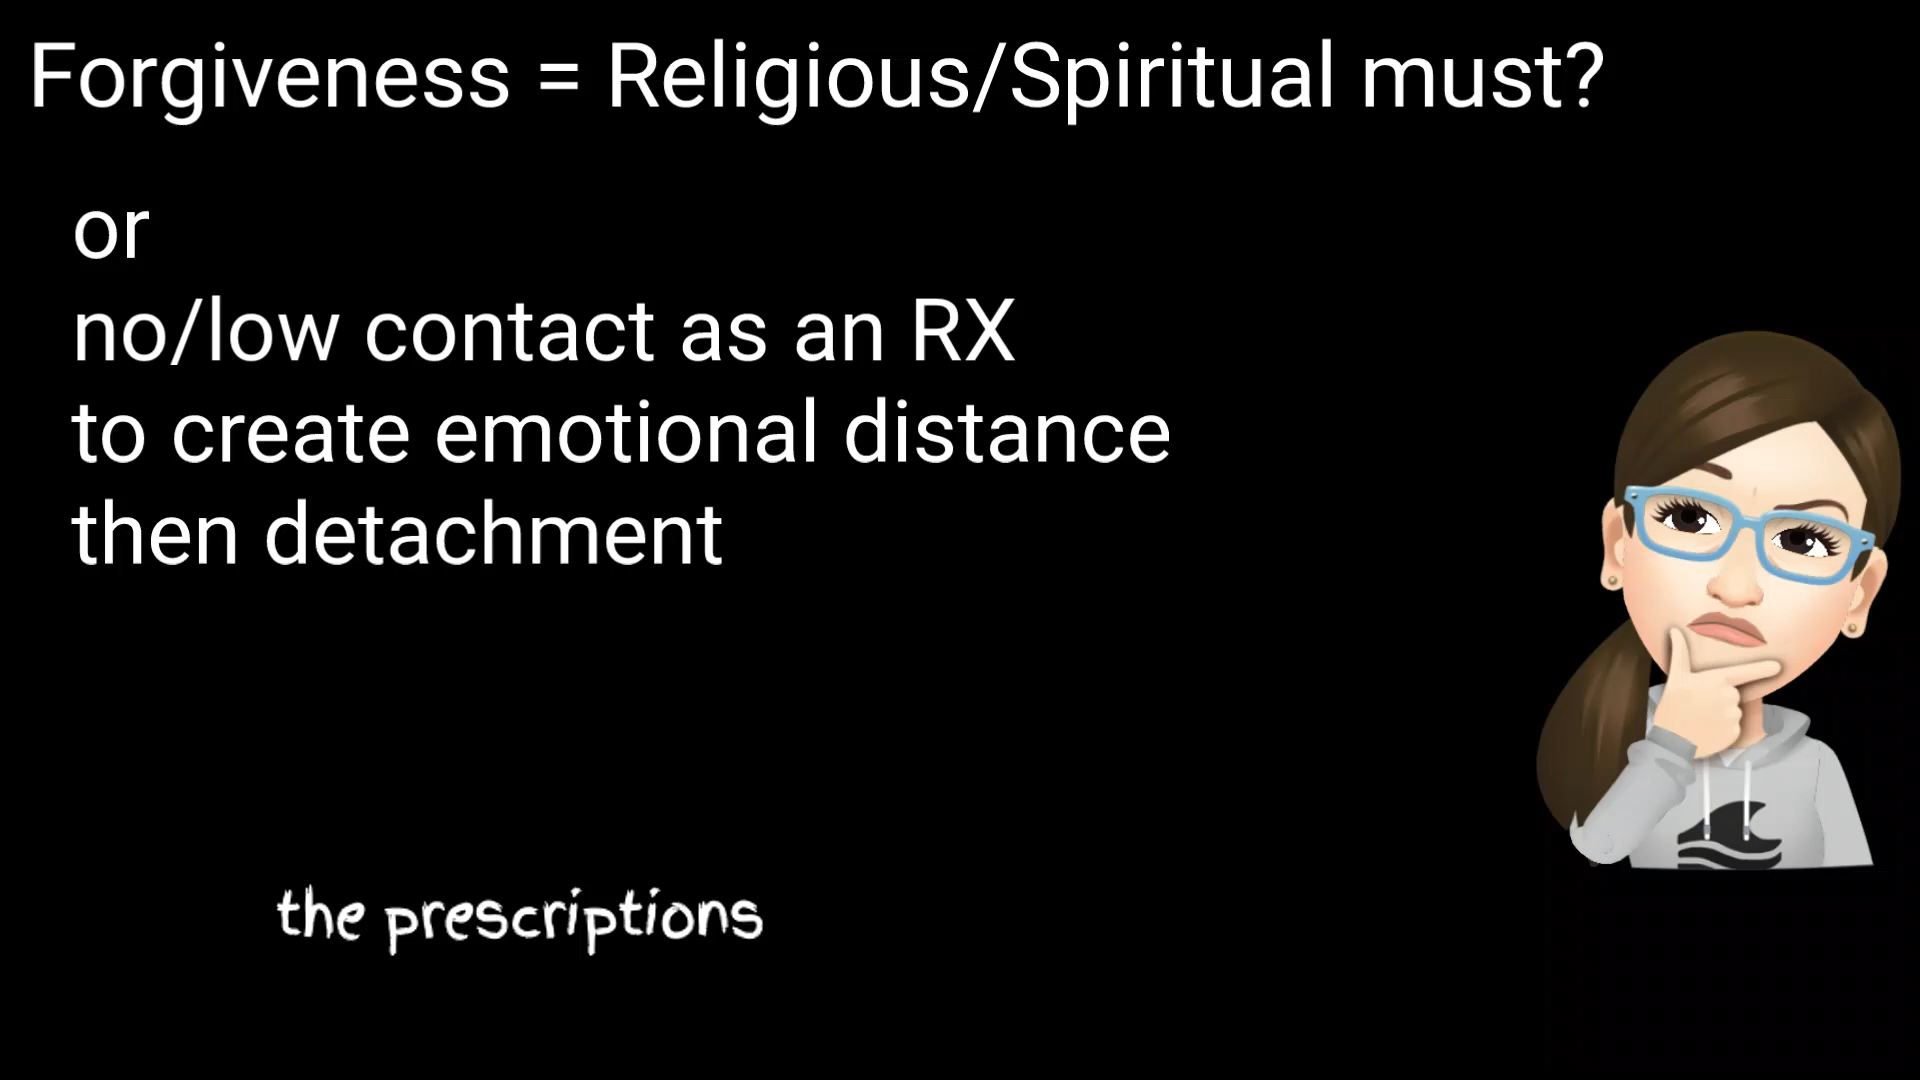 Forgiveness = Religious/Spiritual must?
or
no/low contact as an RX
to create emotional distance
then detachment
the prescriptions